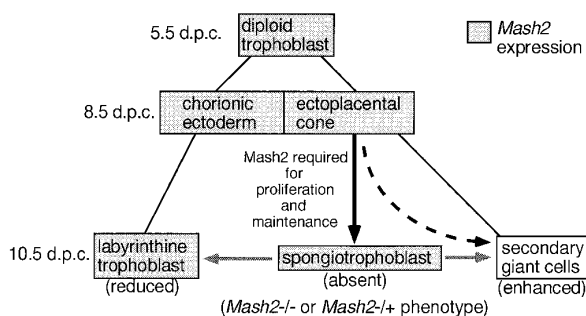 5.5 d.p.c.
diploid
trophoblast
Mash2
expression
8.5 d.p.c.
chorionic
ectoderm
ectoplacental
cone
Mash2 required
for
proliferation
and
maintenance
10.5 d.p.c.
labyrinthine
trophoblast
(reduced)
spongiotrophoblast
(absent)
secondary
giant cells
(enhanced)
(Mash2-/- or Mash2-/+ phenotype)